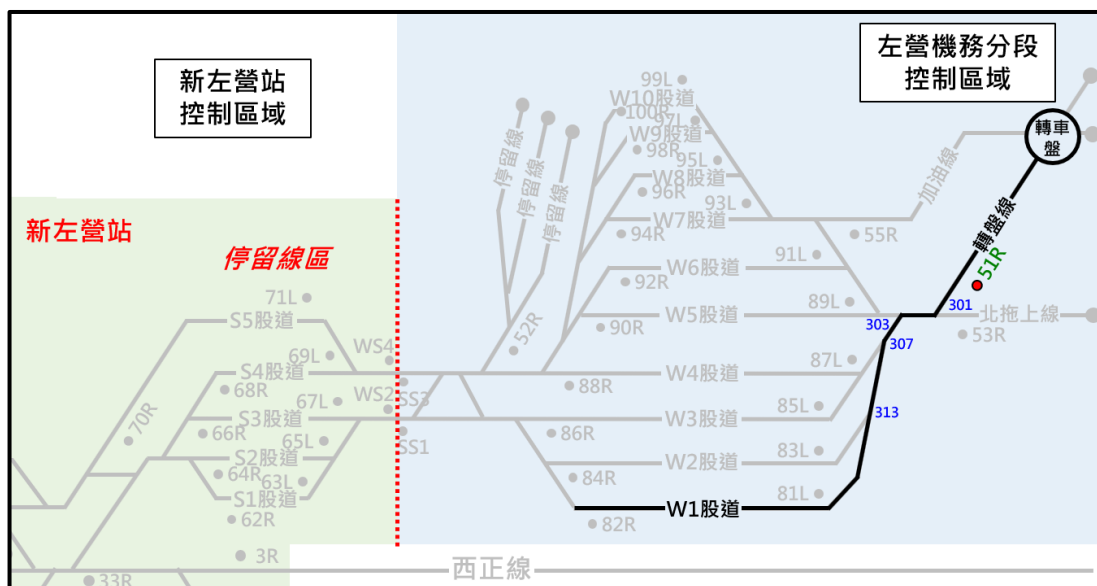 新左營站
控制區域
左營機務分段
控制區域
新左營站
停留線區
停留線
停留線
停留線
99L
W10股道
100R
97L
W9股道
98R
95L
W8股道
96R
93L
W7股道
94R
55R
加油線
轉車
盤
轉盤線
51R
91L
W6股道
92R
89L
W5股道
90R
303
301
北拖上線
53R
307
71L
S5股道
69L
WS4
52R
87L
S4股道
68R
SS3
88R
W4股道
67L
WS2
85L
70R
S3股道
66R
SS1
86R
W3股道
313
65L
83L
S2股道
64R
84R
W2股道
63L
81L
S1股道
62R
82R
W1股道
3R
33R
西正線